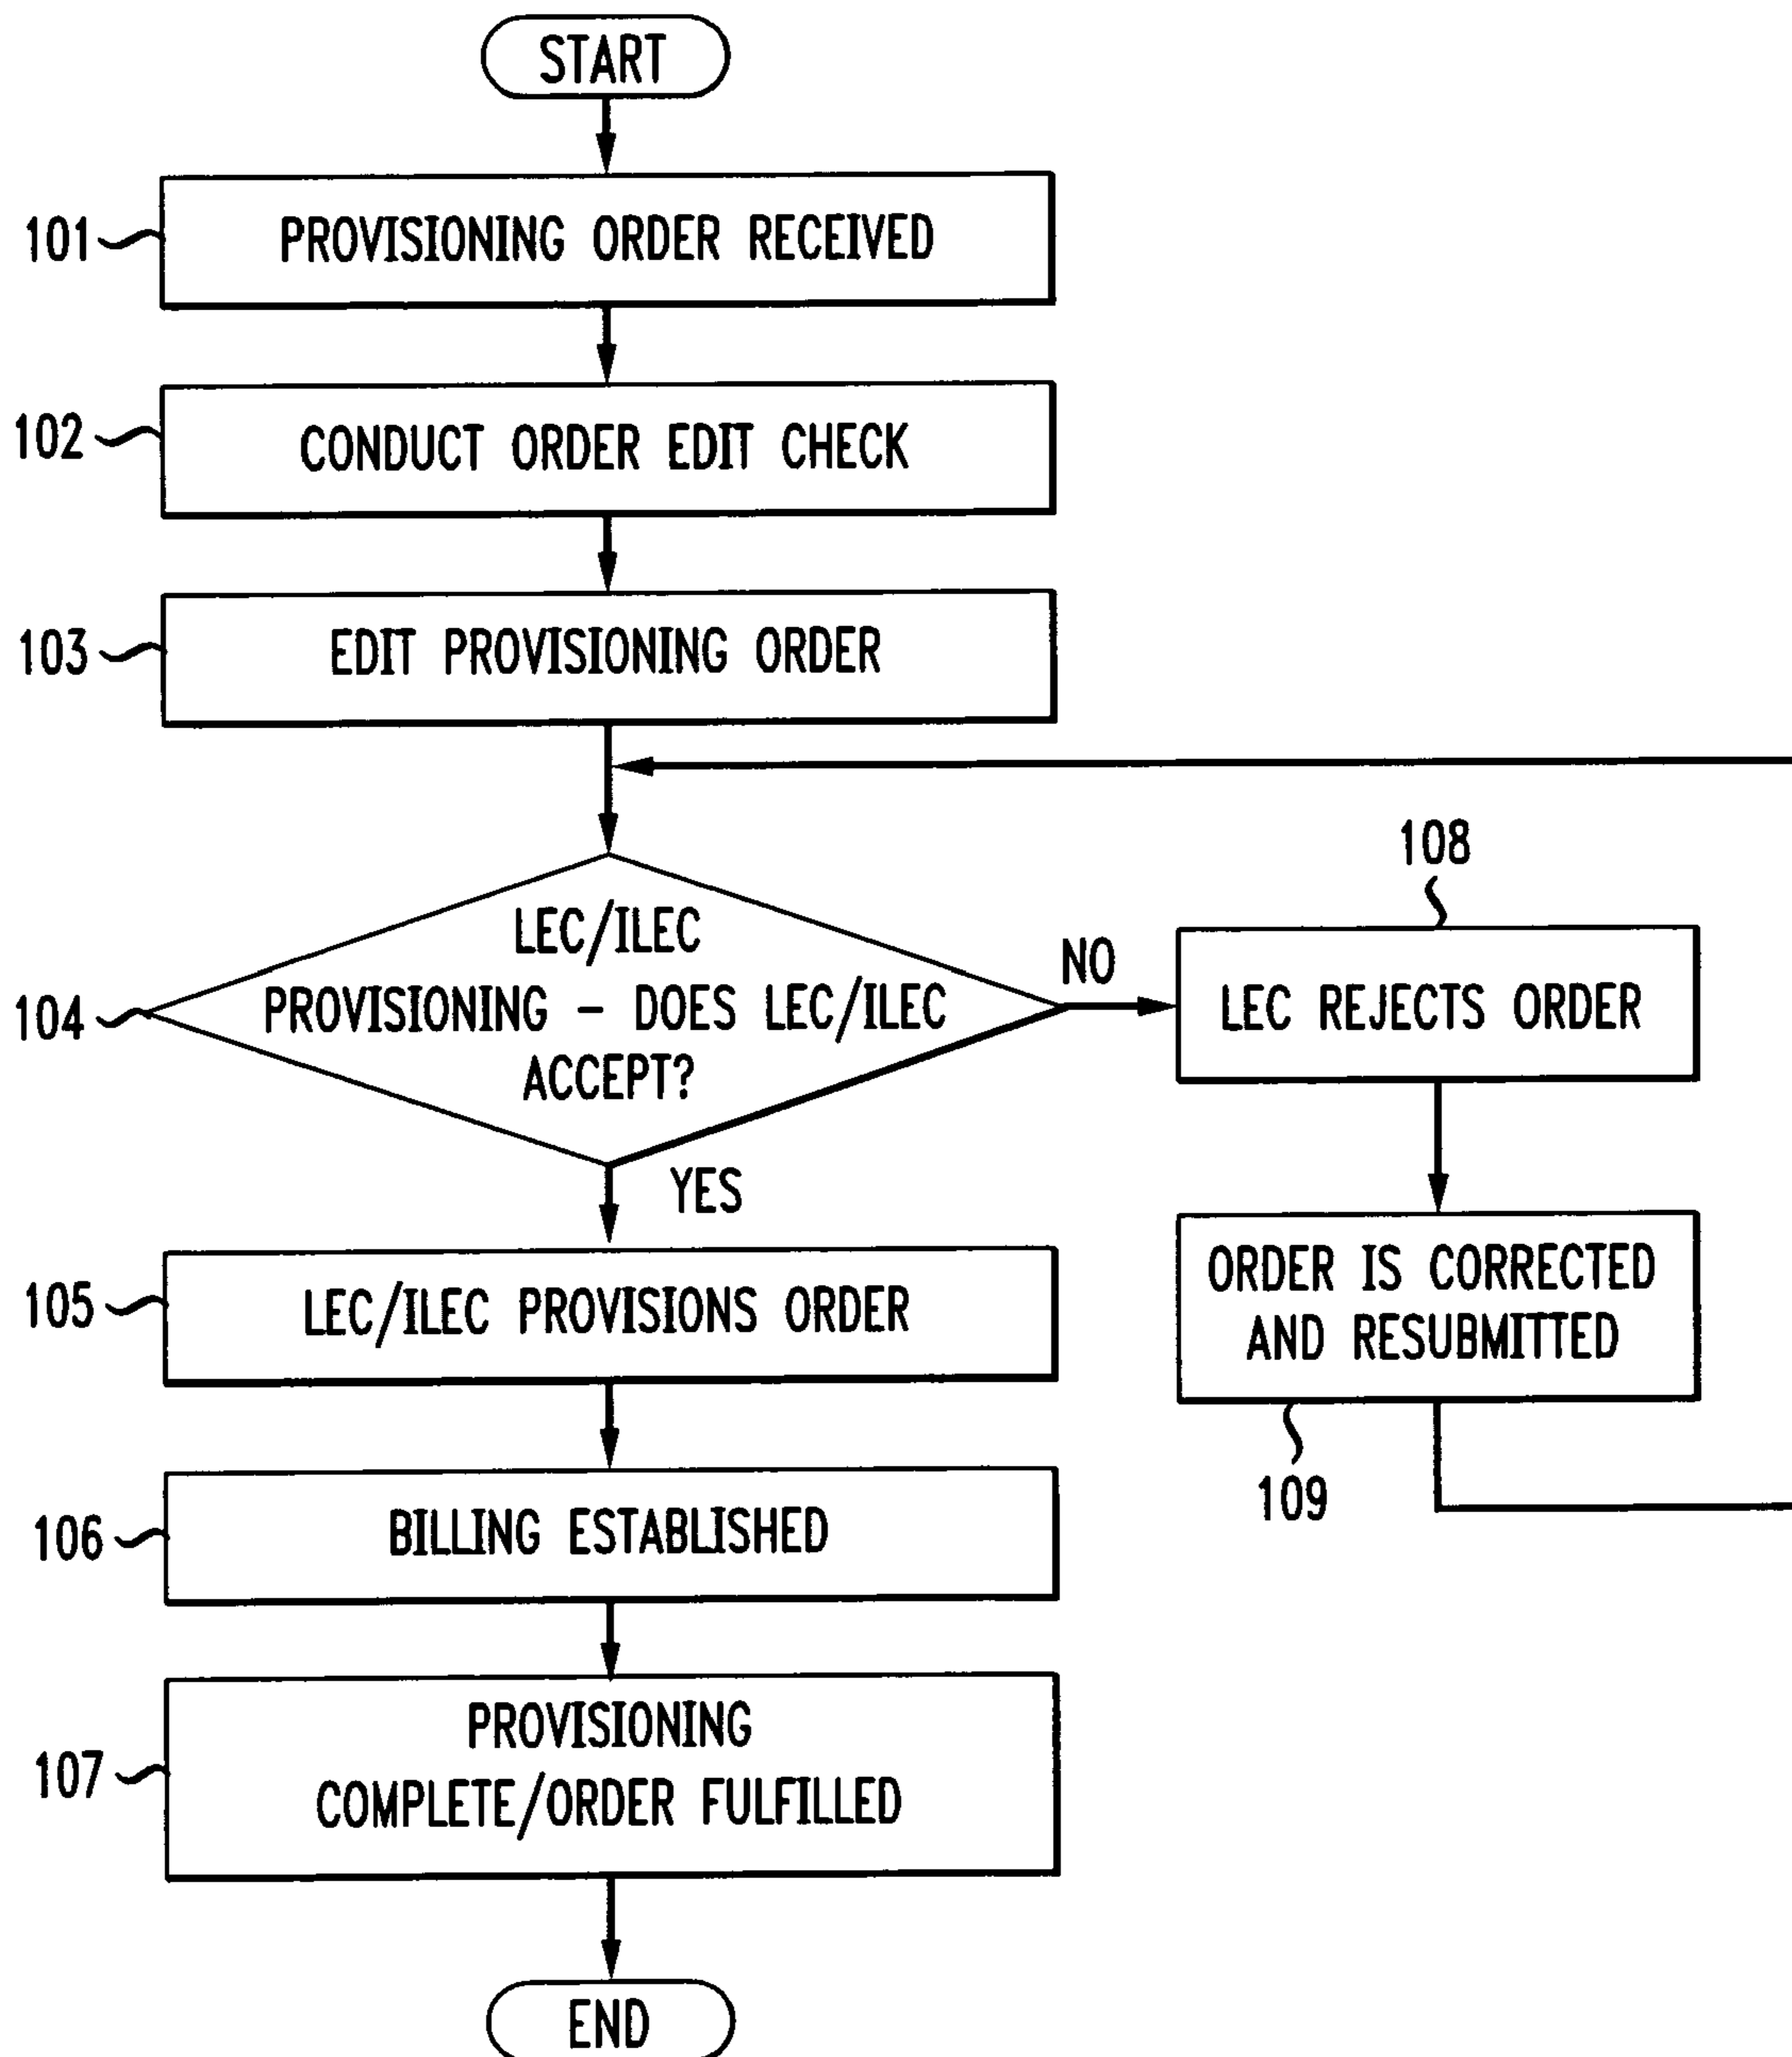 START
101
PROVISIONING ORDER RECEIVED
102
CONDUCT ORDER EDIT CHECK
103
EDIT PROVISIONING ORDER
104
LEC/ILEC
PROVISIONING – DOES LEC/ILEC
ACCEPT?
NO
108
LEC REJECTS ORDER
YES
ORDER IS CORRECTED
AND RESUBMITTED
109
105
LEC/ILEC PROVISIONS ORDER
106
BILLING ESTABLISHED
107
PROVISIONING
COMPLETE/ORDER FULFILLED
END